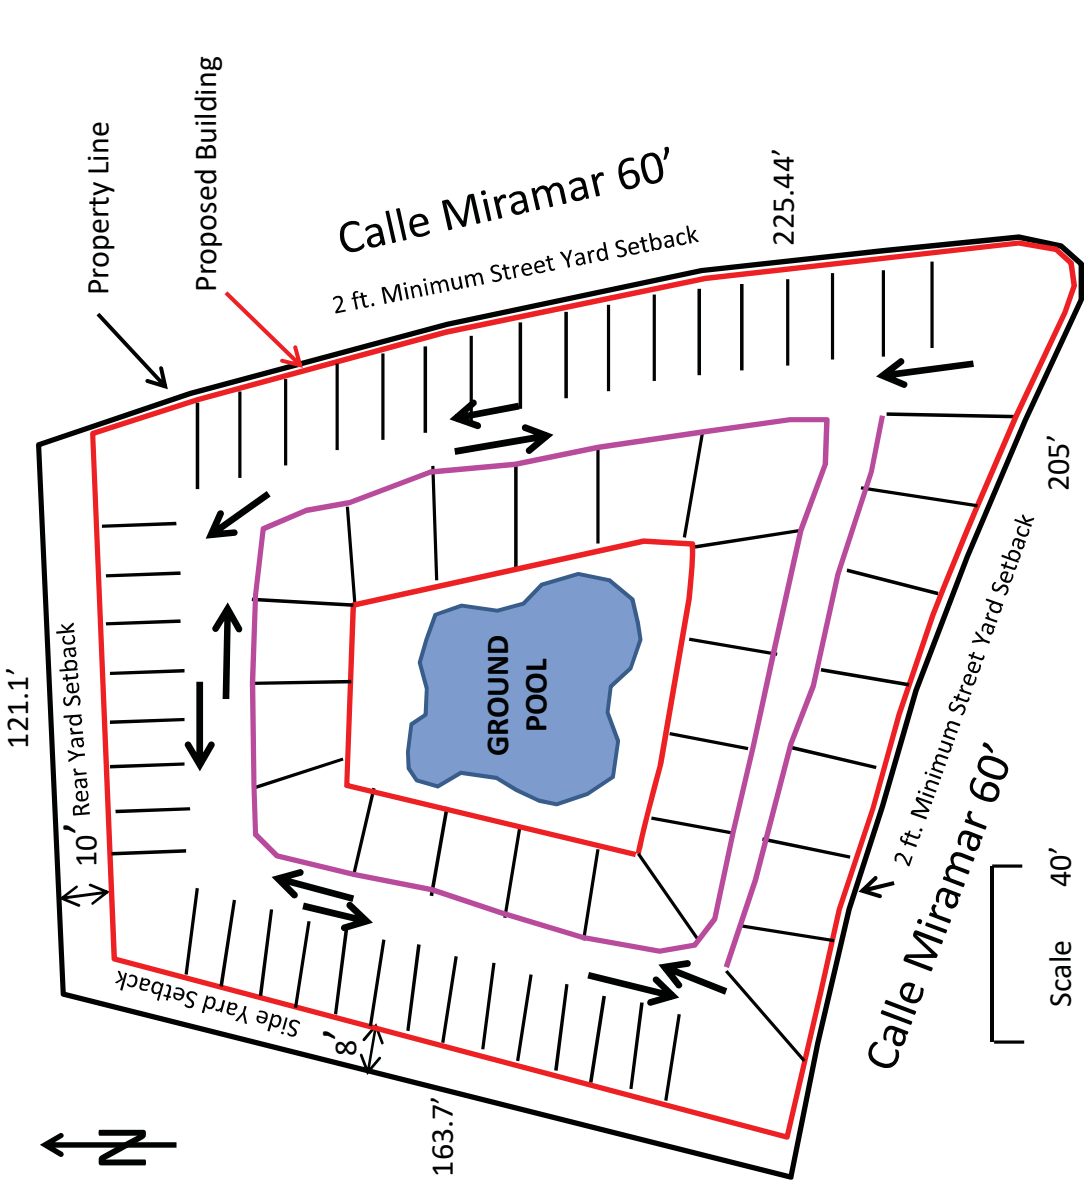 Property Line
Proposed Building
Calle Miramar 60’
2 ft. Minimum Street Yard Setback
225.44’
121.1’
10’ Rear Yard Setback
GROUND
POOL
205’
2 ft. Minimum Street Yard Setback
Calle Miramar 60’
Side Yard Setback
8’
163.7’
Scale 40’
N